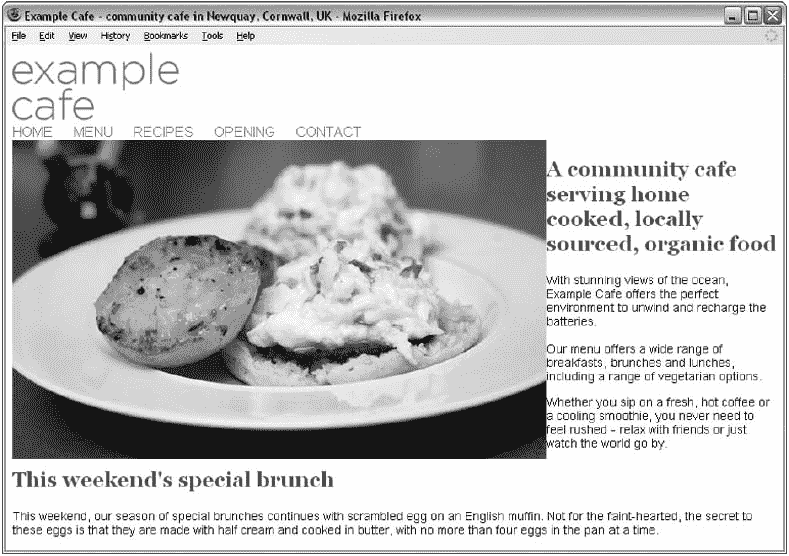 Example Cafe - community cafe in Newquay, Cornwall, UK - Mozilla Firefox
File Edit View History Bookmarks Tools Help
example
cafe
HOME MENU RECIPES OPENING CONTACT
A community cafe
serving home
cooked, locally
sourced, organic food
With stunning views of the ocean,
Example Cafe offers the perfect
environment to unwind and recharge the
batteries.
Our menu offers a wide range of
breakfasts, brunches and lunches,
including a range of vegetarian options.
Whether you sip on a fresh, hot coffee or
a cooling smoothie, you never need to
feel rushed – relax with friends or just
watch the world go by.
This weekend's special brunch
This weekend, our season of special brunches continues with scrambled egg on an English muffin. Not for the faint-hearted, the secret to
these eggs is that they are made with half cream and cooked in butter, with no more than four eggs in the pan at a time.